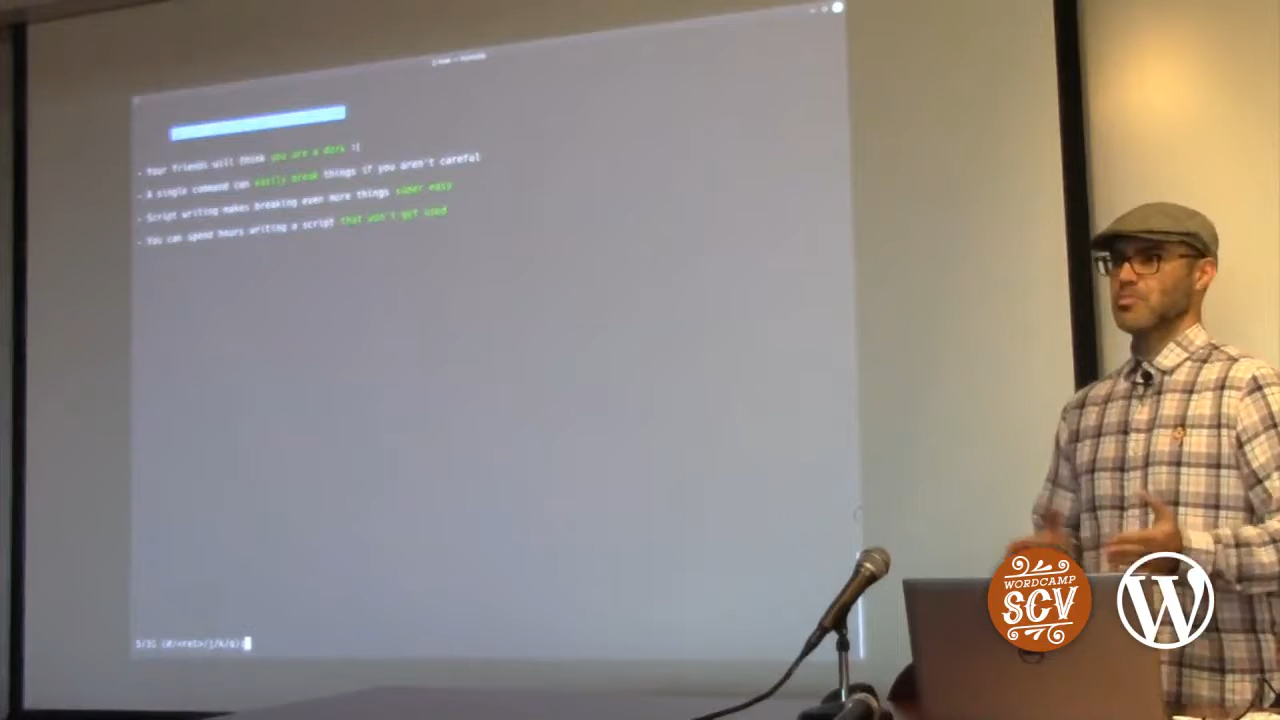 - Your friends will think you are a dork :(
- A single command can easily break things if you aren't careful
- Script writing makes breaking even more things super easy
- You can spend hours writing a script that won't get used
WORDCAMP
SCV
W